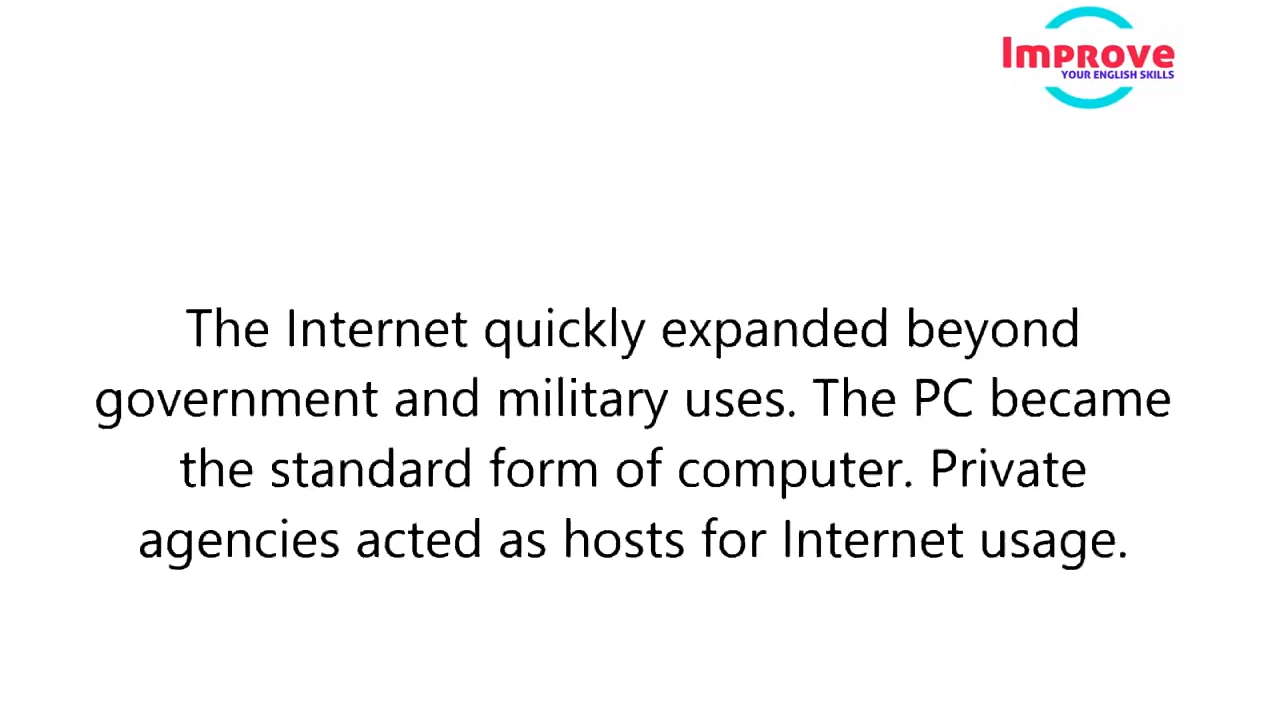 Improve
YOUR ENGLISH SKILLS
The Internet quickly expanded beyond
government and military uses. The PC became
the standard form of computer. Private
agencies acted as hosts for Internet usage.